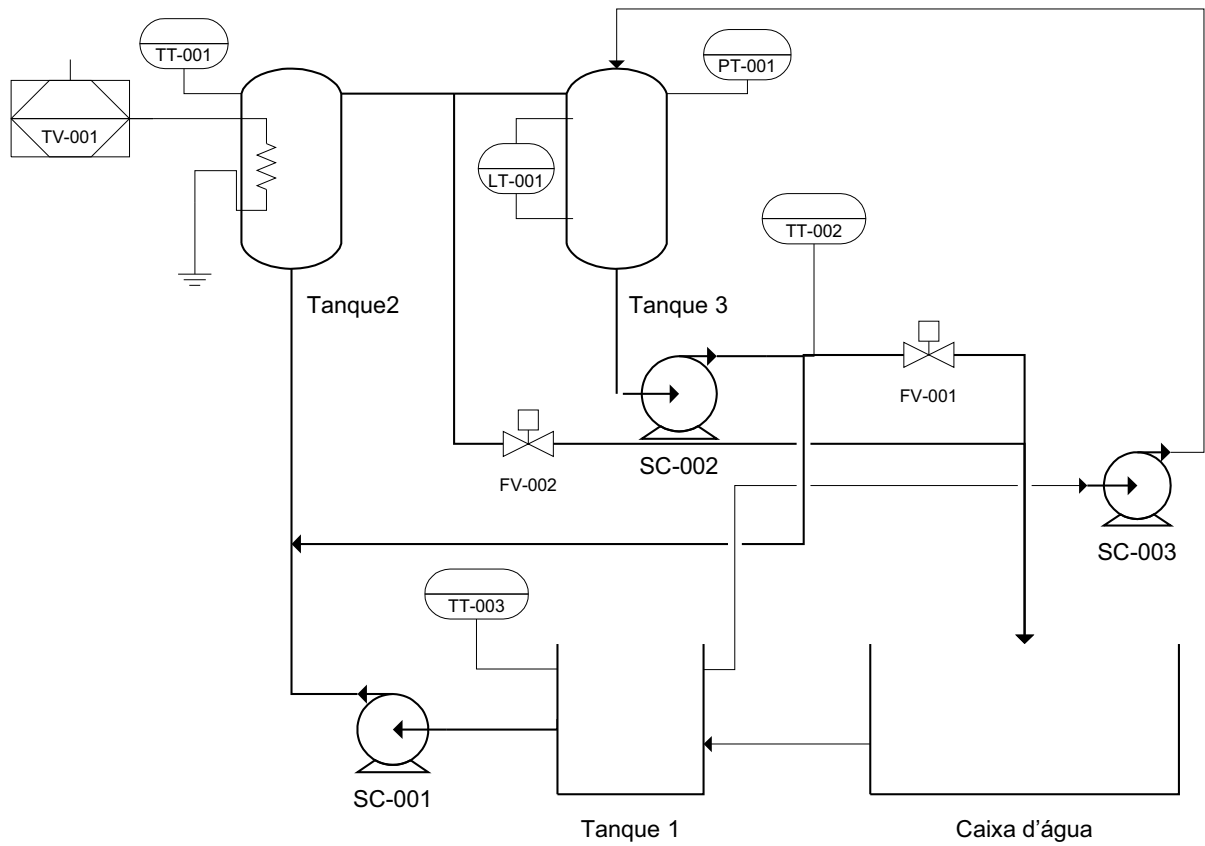 TT-001
PT-001
TV-001
LT-001
TT-002
Tanque2
Tanque 3
FV-001
SC-002
FV-002
SC-003
TT-003
SC-001
Tanque 1
Caixa d’água